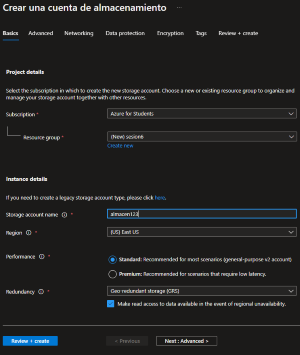 Crear una cuenta de almacenamiento ...
Basics Advanced Networking Data protection Encryption Tags Review + create
Project details
Select the subscription in which to create the new storage account. Choose a new or existing resource group to organize and
manage your storage account together with other resources.
Subscription * Azure for Students
Resource group * (New) sesion6
Create new
Instance details
If you need to create a legacy storage account type, please click here.
Storage account name * almacen123
Region * (US) East US
Performance * Standard: Recommended for most scenarios (general-purpose v2 account)
Premium: Recommended for scenarios that require low latency.
Redundancy * Geo-redundant storage (GRS)
Make read access to data available in the event of regional unavailability.
Review + create < Previous Next : Advanced >